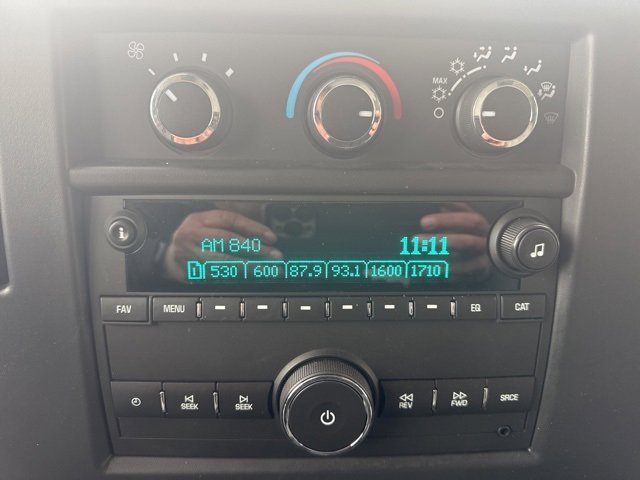 MAX
AM 840 11:11
1 530 600 87.9 93.1 1600 1710
FAV MENU EQ CAT
SEEK SEEK REV FWD SRCE